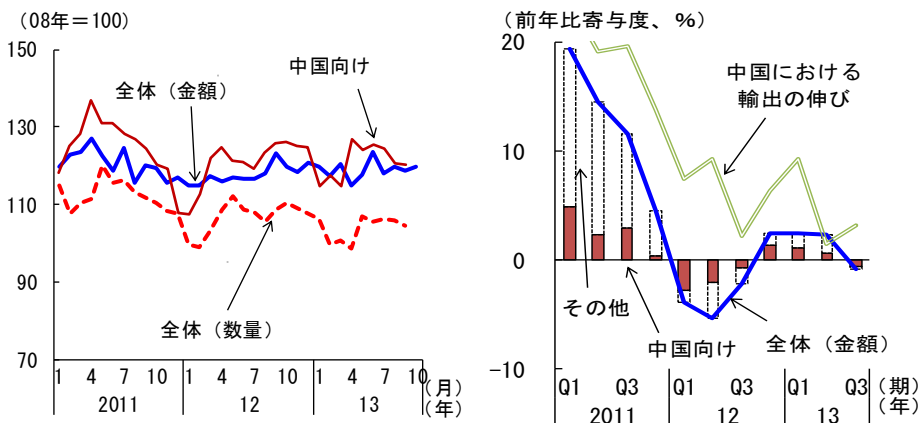 (08年＝100)
150
130
110
90
70
全体（金額）
中国向け
全体（数量）
1 4 7 10 1 4 7 10 1 4 7 10 (月)
2011 12 13 (年)
(前年比寄与度、%)
20
10
0
−10
中国における
輸出の伸び
その他
中国向け
全体（金額）
Q1 Q3 Q1 Q3 Q1 Q3 (期)
2011 12 13 (年)